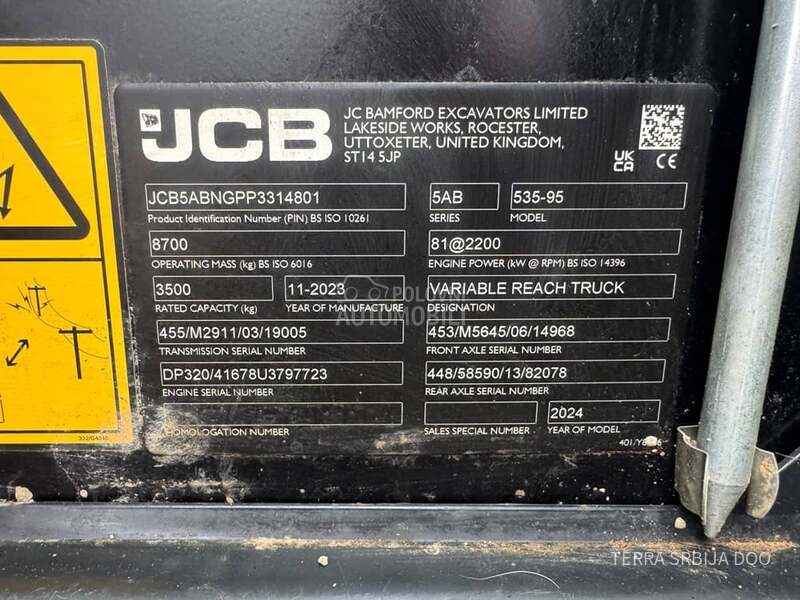 JCB
JC BAMFORD EXCAVATORS LIMITED
LAKESIDE WORKS, ROCESTER,
UTTOXETER, UNITED KINGDOM,
ST14 5JP
UK
CA
CE
JCB5ABNGPP3314801
Product Identification Number (PIN) BS ISO 10261
5AB
SERIES
535-95
MODEL
8700
OPERATING MASS (kg) BS ISO 6016
81@2200
ENGINE POWER (kW @ RPM) BS ISO 14396
3500
RATED CAPACITY (kg)
11-2023
YEAR OF MANUFACTURE
VARIABLE REACH TRUCK
DESIGNATION
455/M2911/03/19005
TRANSMISSION SERIAL NUMBER
453/M5645/06/14968
FRONT AXLE SERIAL NUMBER
DP320/41678U3797723
ENGINE SERIAL NUMBER
448/58590/13/82078
REAR AXLE SERIAL NUMBER
HOMOLOGATION NUMBER
SALES SPECIAL NUMBER
2024
YEAR OF MODEL
POLOVNI
AUTOMOBILI
TERRA SRBIJA DOO